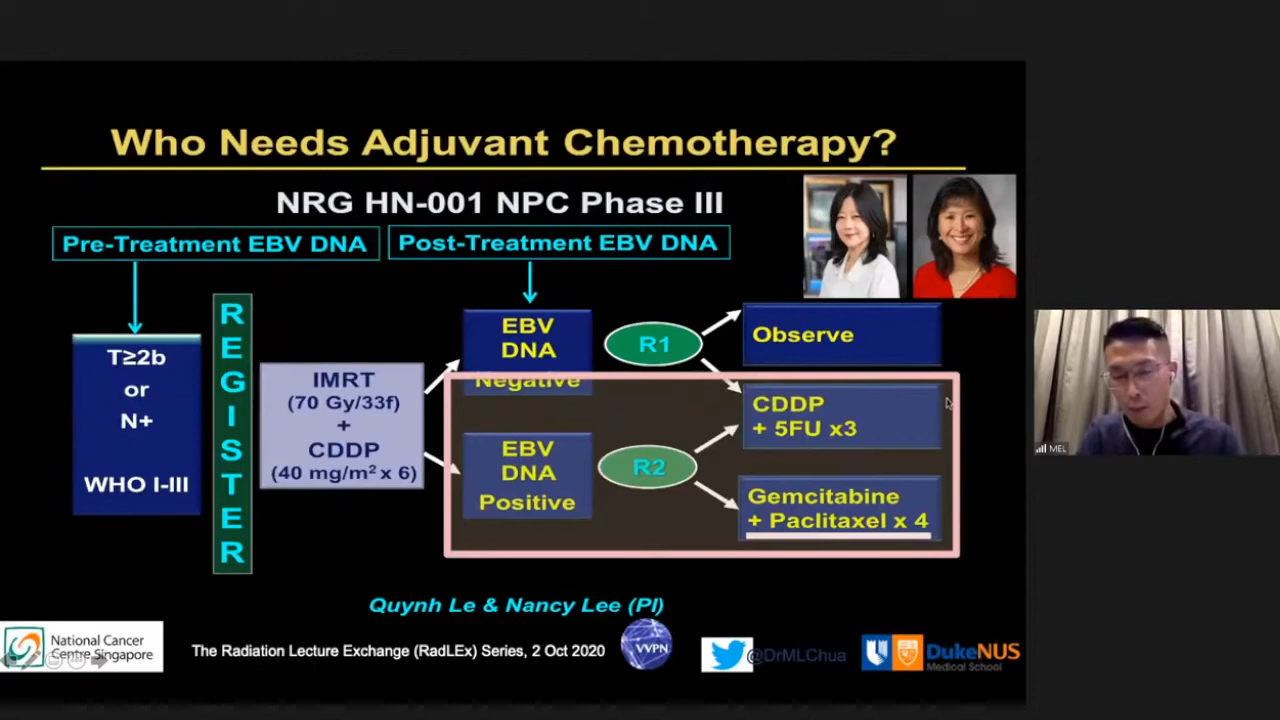 Who Needs Adjuvant Chemotherapy?
NRG HN-001 NPC Phase III
Pre-Treatment EBV DNA
Post-Treatment EBV DNA
T≥2b
or
N+
WHO I-III
REGISTER
IMRT
(70 Gy/33f)
+
CDDP
(40 mg/m² x 6)
EBV
DNA
Negative
R1
Observe
CDDP
+ 5FU x3
EBV
DNA
Positive
R2
Gemcitabine
+ Paclitaxel x 4
MEL
Quynh Le & Nancy Lee (PI)
National Cancer
Centre Singapore
The Radiation Lecture Exchange (RadLEx) Series, 2 Oct 2020
VVPN
@DrMLChua
DukeNUS
Medical School